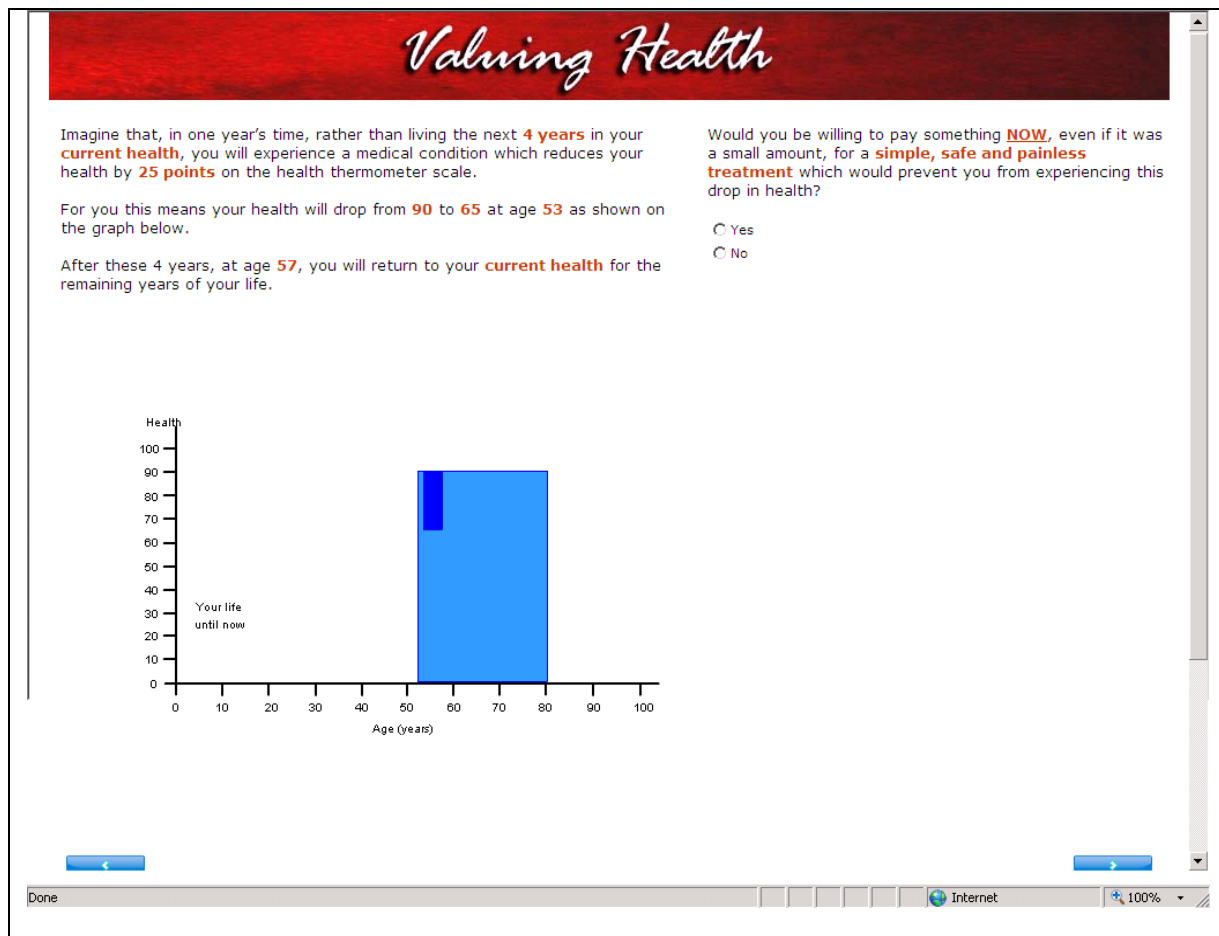 Valuing Health
Imagine that, in one year's time, rather than living the next 4 years in your
current health, you will experience a medical condition which reduces your
health by 25 points on the health thermometer scale.
For you this means your health will drop from 90 to 65 at age 53 as shown on
the graph below.
After these 4 years, at age 57, you will return to your current health for the
remaining years of your life.
Would you be willing to pay something NOW, even if it was
a small amount, for a simple, safe and painless
treatment which would prevent you from experiencing this
drop in health?
Yes
No
Health
100
90
80
70
60
50
40
30
20
10
0
Your life
until now
0 10 20 30 40 50 60 70 80 90 100
Age (years)
Done Internet 100%